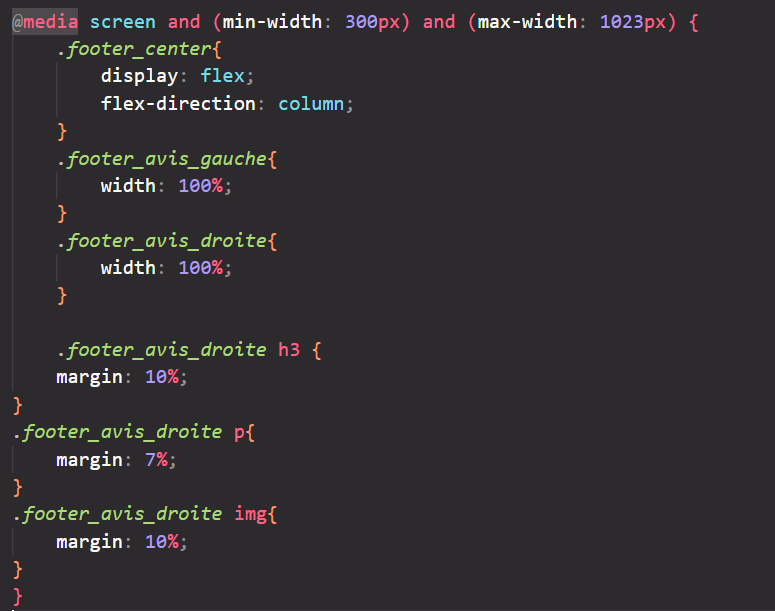 @media screen and (min-width: 300px) and (max-width: 1023px) {
    .footer_center{
        display: flex;
        flex-direction: column;
    }
    .footer_avis_gauche{
        width: 100%;
    }
    .footer_avis_droite{
        width: 100%;
    }

    .footer_avis_droite h3 {
    margin: 10%;
}
.footer_avis_droite p{
    margin: 7%;
}
.footer_avis_droite img{
    margin: 10%;
}
}